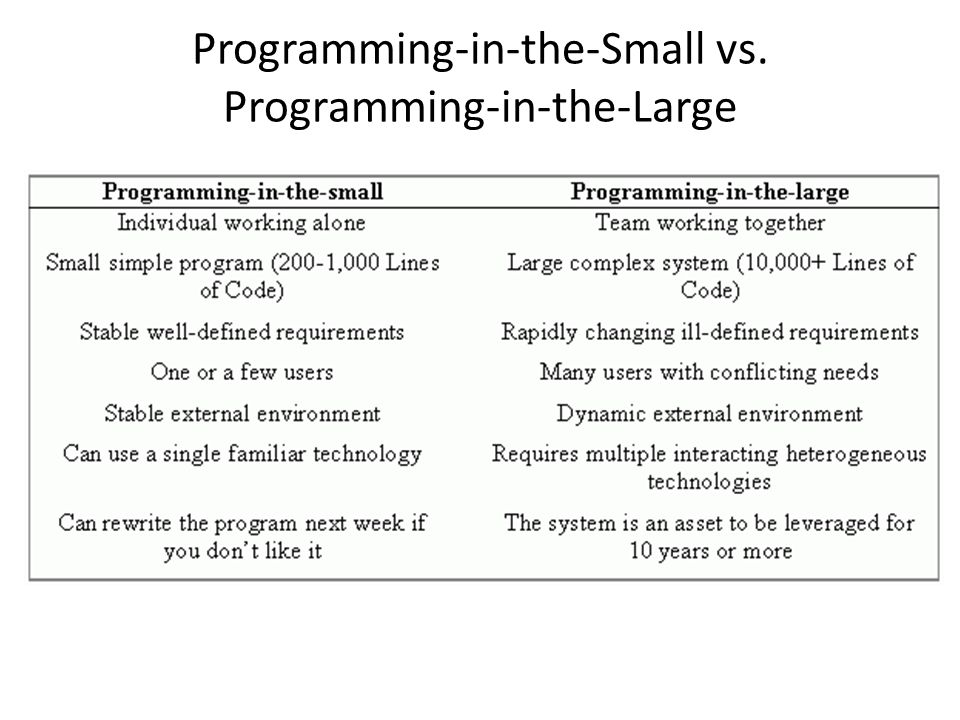 Programming-in-the-Small vs.
Programming-in-the-Large
Programming-in-the-small
Programming-in-the-large
Individual working alone
Team working together
Small simple program (200-1,000 Lines
of Code)
Large complex system (10,000+ Lines of
Code)
Stable well-defined requirements
Rapidly changing ill-defined requirements
One or a few users
Many users with conflicting needs
Stable external environment
Dynamic external environment
Can use a single familiar technology
Requires multiple interacting heterogeneous
technologies
Can rewrite the program next week if
you don't like it
The system is an asset to be leveraged for
10 years or more